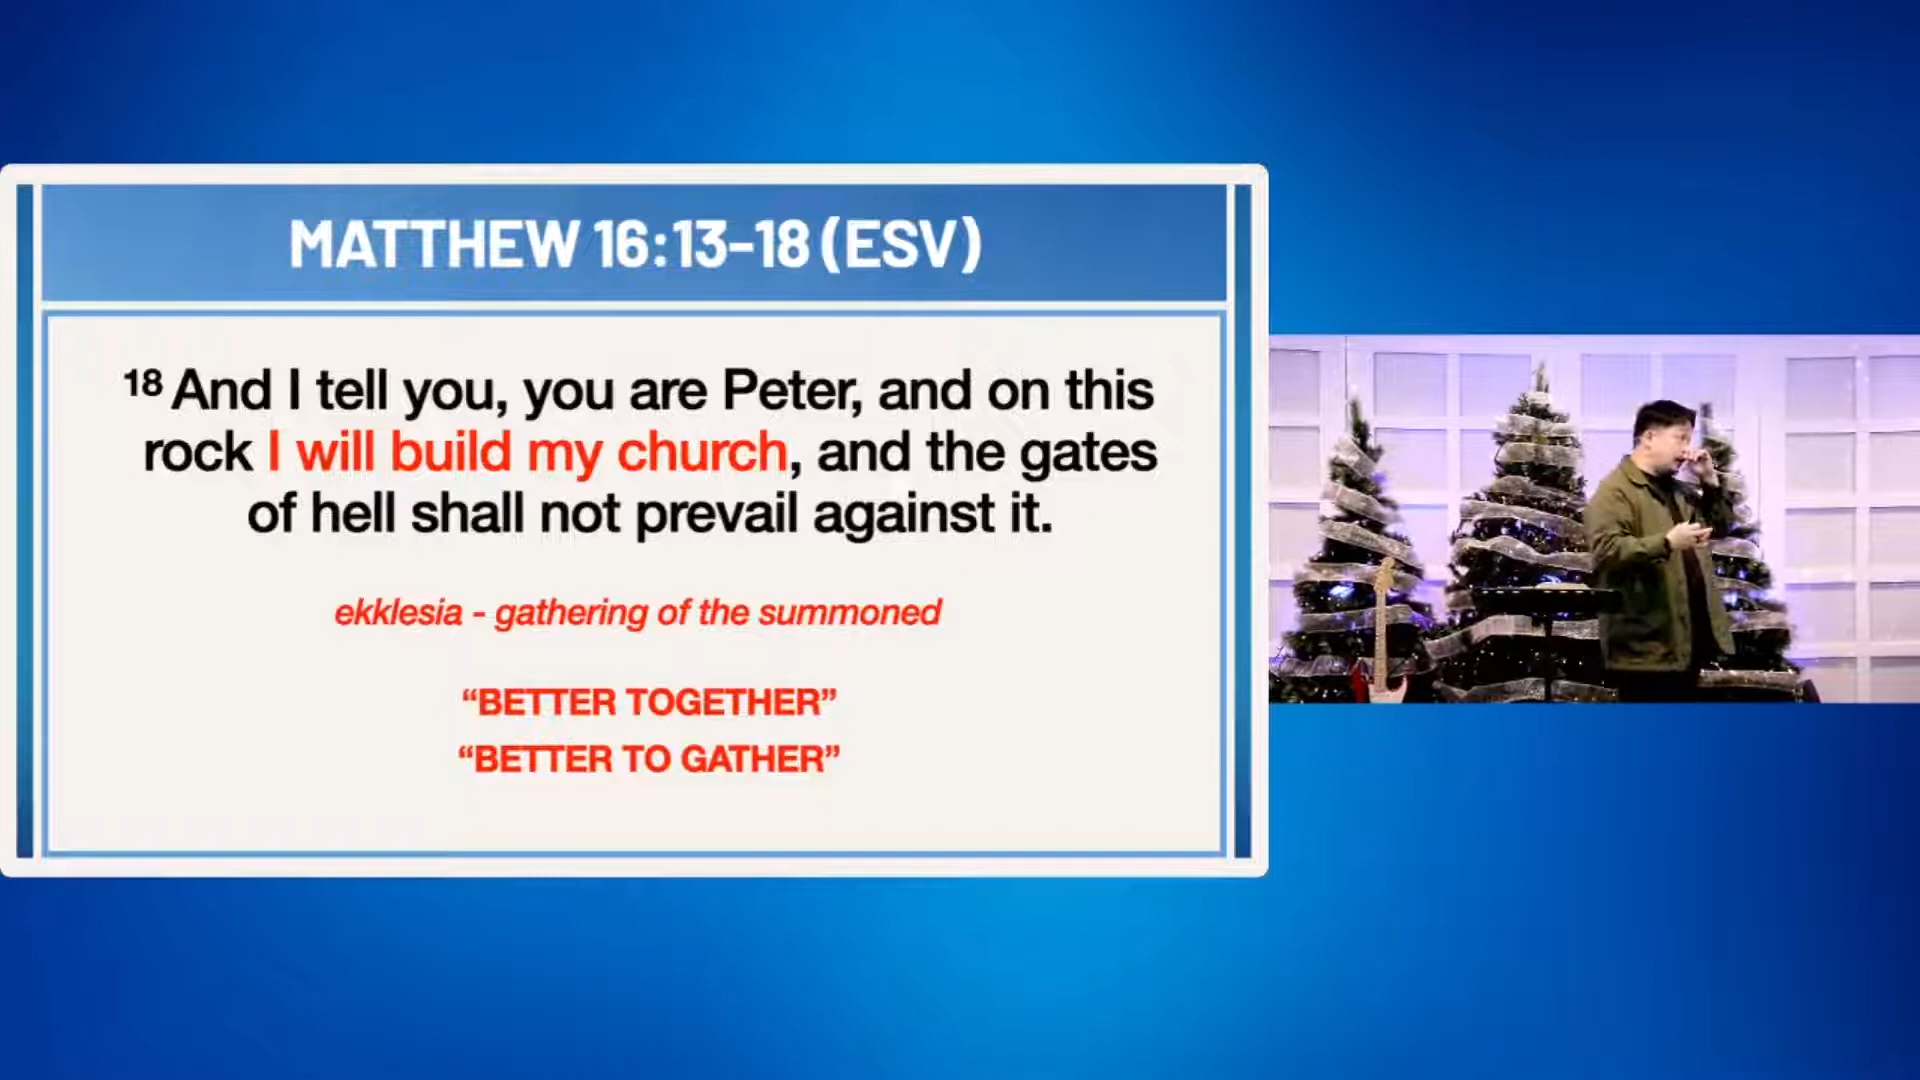 MATTHEW 16:13-18 (ESV)
18 And I tell you, you are Peter, and on this
rock I will build my church, and the gates
of hell shall not prevail against it.
ekklesia - gathering of the summoned
“BETTER TOGETHER”
“BETTER TO GATHER”